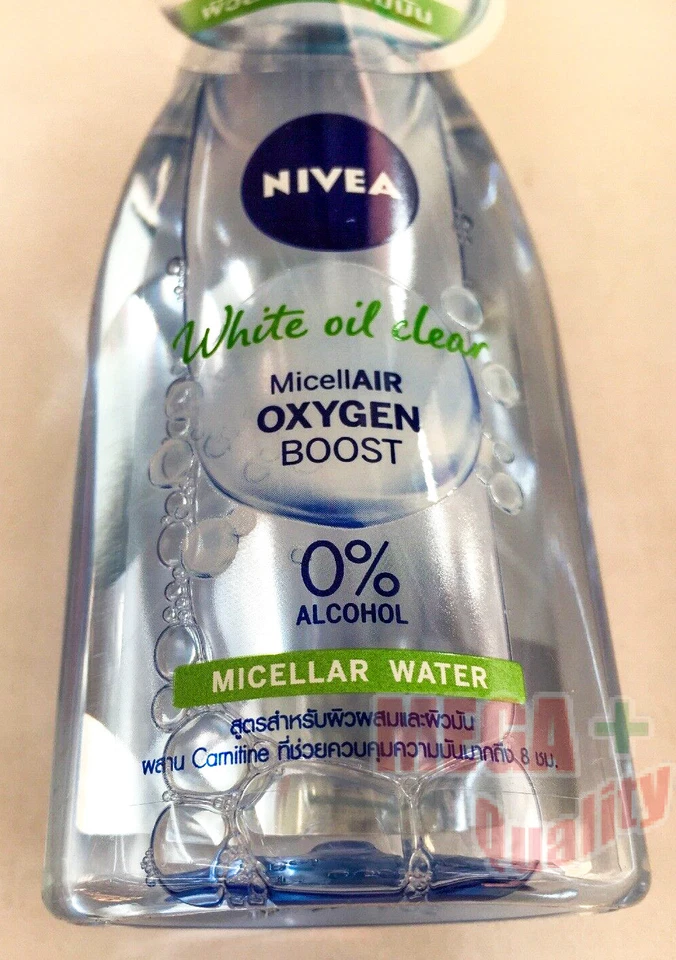 NIVEA
White oil clear
MicellAIR
OXYGEN
BOOST
0%
ALCOHOL
MICELLAR WATER
สูตรสำหรับผิวผสมและผิวมัน
ผสาน Carnitine ที่ช่วยควบคุมความมันมากถึง 8 ชม.
MEGA +
Quality